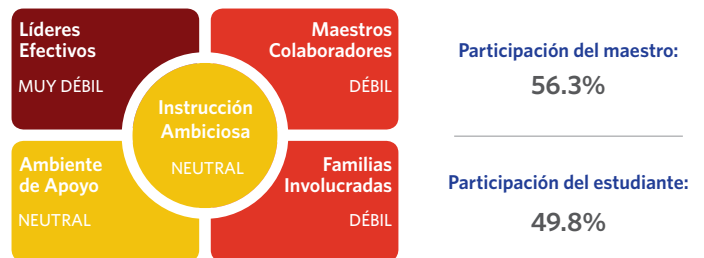 Líderes
Efectivos
MUY DÉBIL
Maestros
Colaboradores
DÉBIL
Instrucción
Ambiciosa
NEUTRAL
Ambiente
de Apoyo
NEUTRAL
Familias
Involucradas
DÉBIL
Participación del maestro:
56.3%
Participación del estudiante:
49.8%